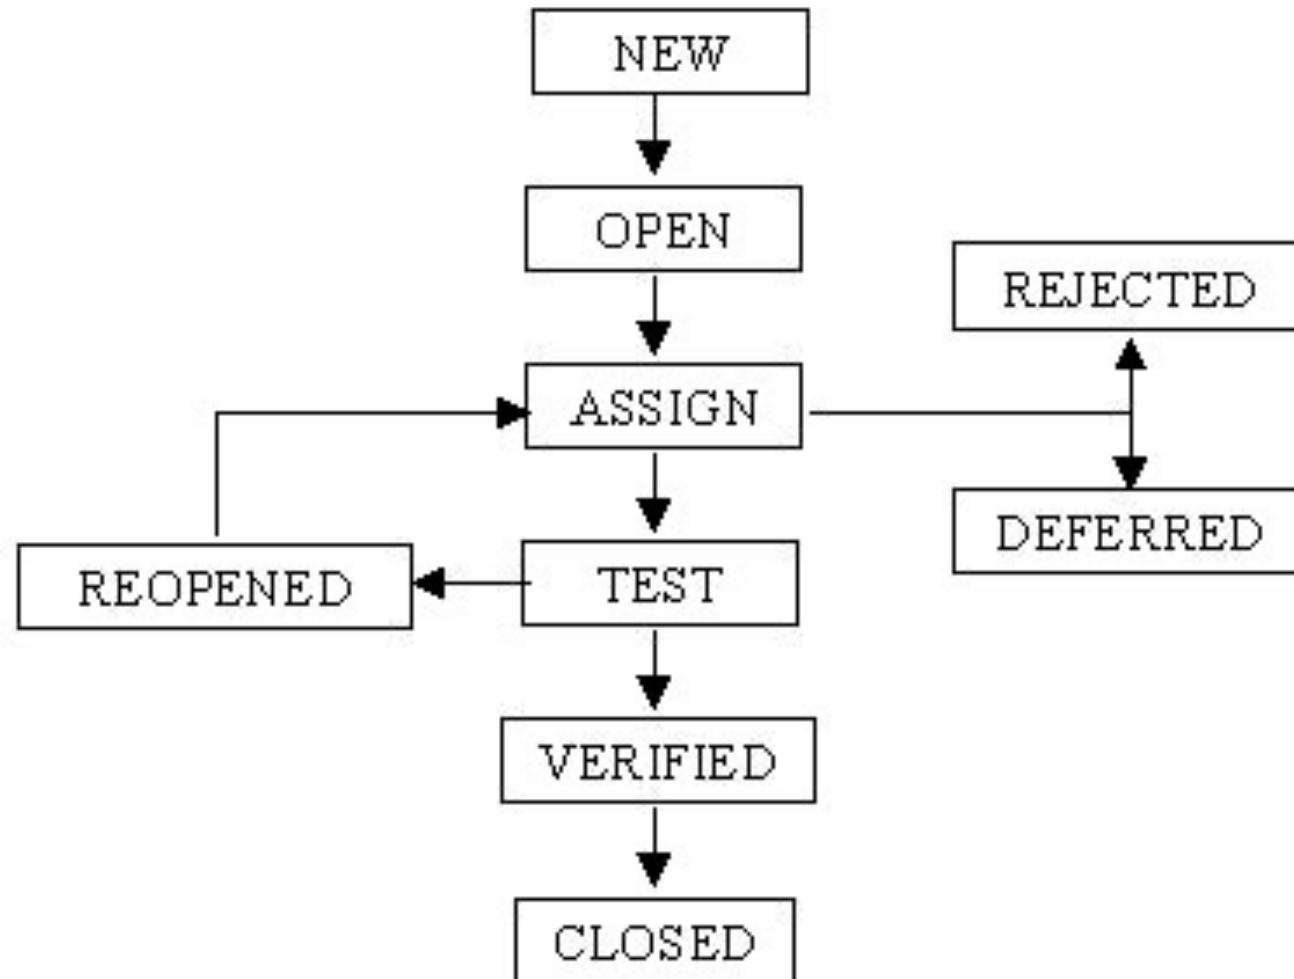 NEW
OPEN
REJECTED
ASSIGN
DEFERRED
REOPENED
TEST
VERIFIED
CLOSED